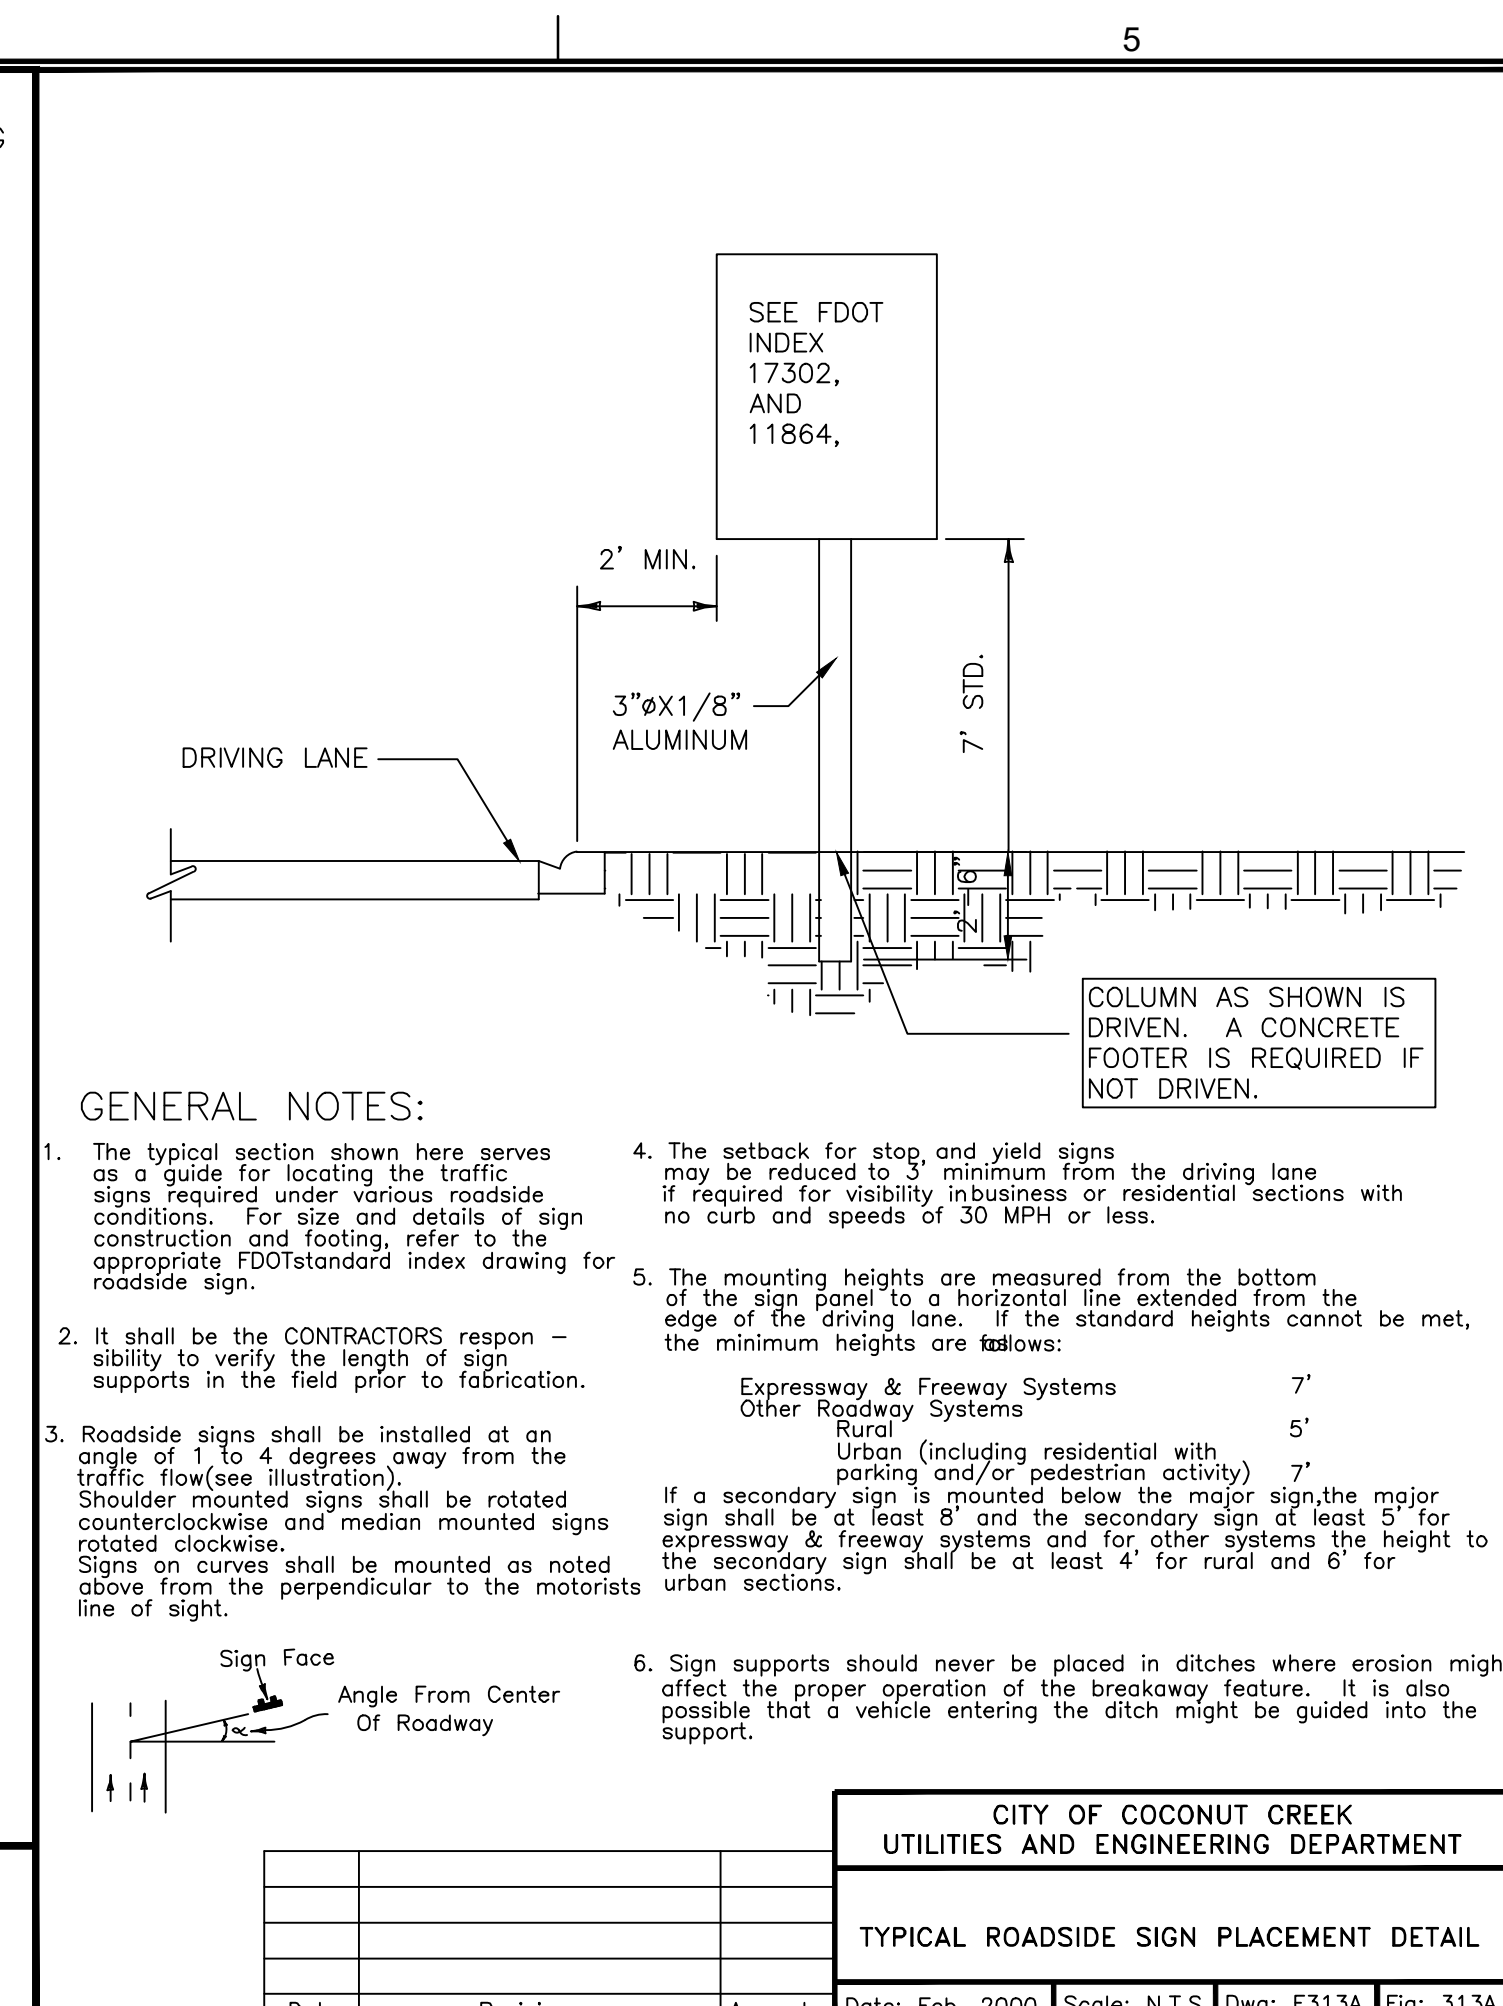 5
SEE FDOT
INDEX
17302,
AND
11864,
2' MIN.
7' STD.
3"øX1/8"
ALUMINUM
DRIVING LANE
2'-6"
COLUMN AS SHOWN IS
DRIVEN. A CONCRETE
FOOTER IS REQUIRED IF
NOT DRIVEN.
GENERAL NOTES:
1. The typical section shown here serves
as a guide for locating the traffic
signs required under various roadside
conditions. For size and details of sign
construction and footing, refer to the
appropriate FDOTstandard index drawing for
roadside sign.
2. It shall be the CONTRACTORS respon –
sibility to verify the length of sign
supports in the field prior to fabrication.
3. Roadside signs shall be installed at an
angle of 1 to 4 degrees away from the
traffic flow(see illustration).
Shoulder mounted signs shall be rotated
counterclockwise and median mounted signs
rotated clockwise.
Signs on curves shall be mounted as noted
above from the perpendicular to the motorists
line of sight.
Sign Face
Angle From Center
Of Roadway
α
4. The setback for stop and yield signs
may be reduced to 3' minimum from the driving lane
if required for visibility in business or residential sections with
no curb and speeds of 30 MPH or less.
5. The mounting heights are measured from the bottom
of the sign panel to a horizontal line extended from the
edge of the driving lane. If the standard heights cannot be met,
the minimum heights are as follows:
Expressway & Freeway Systems 7'
Other Roadway Systems
Rural 5'
Urban (including residential with
parking and/or pedestrian activity) 7'
If a secondary sign is mounted below the major sign,the major
sign shall be at least 8' and the secondary sign at least 5' for
expressway & freeway systems and for other systems the height to
the secondary sign shall be at least 4' for rural and 6' for
urban sections.
6. Sign supports should never be placed in ditches where erosion migh
affect the proper operation of the breakaway feature. It is also
possible that a vehicle entering the ditch might be guided into the
support.
CITY OF COCONUT CREEK
UTILITIES AND ENGINEERING DEPARTMENT
TYPICAL ROADSIDE SIGN PLACEMENT DETAIL
Date: Feb. 2000 Scale: N.T.S. Dwg: F313A Fig: 313A